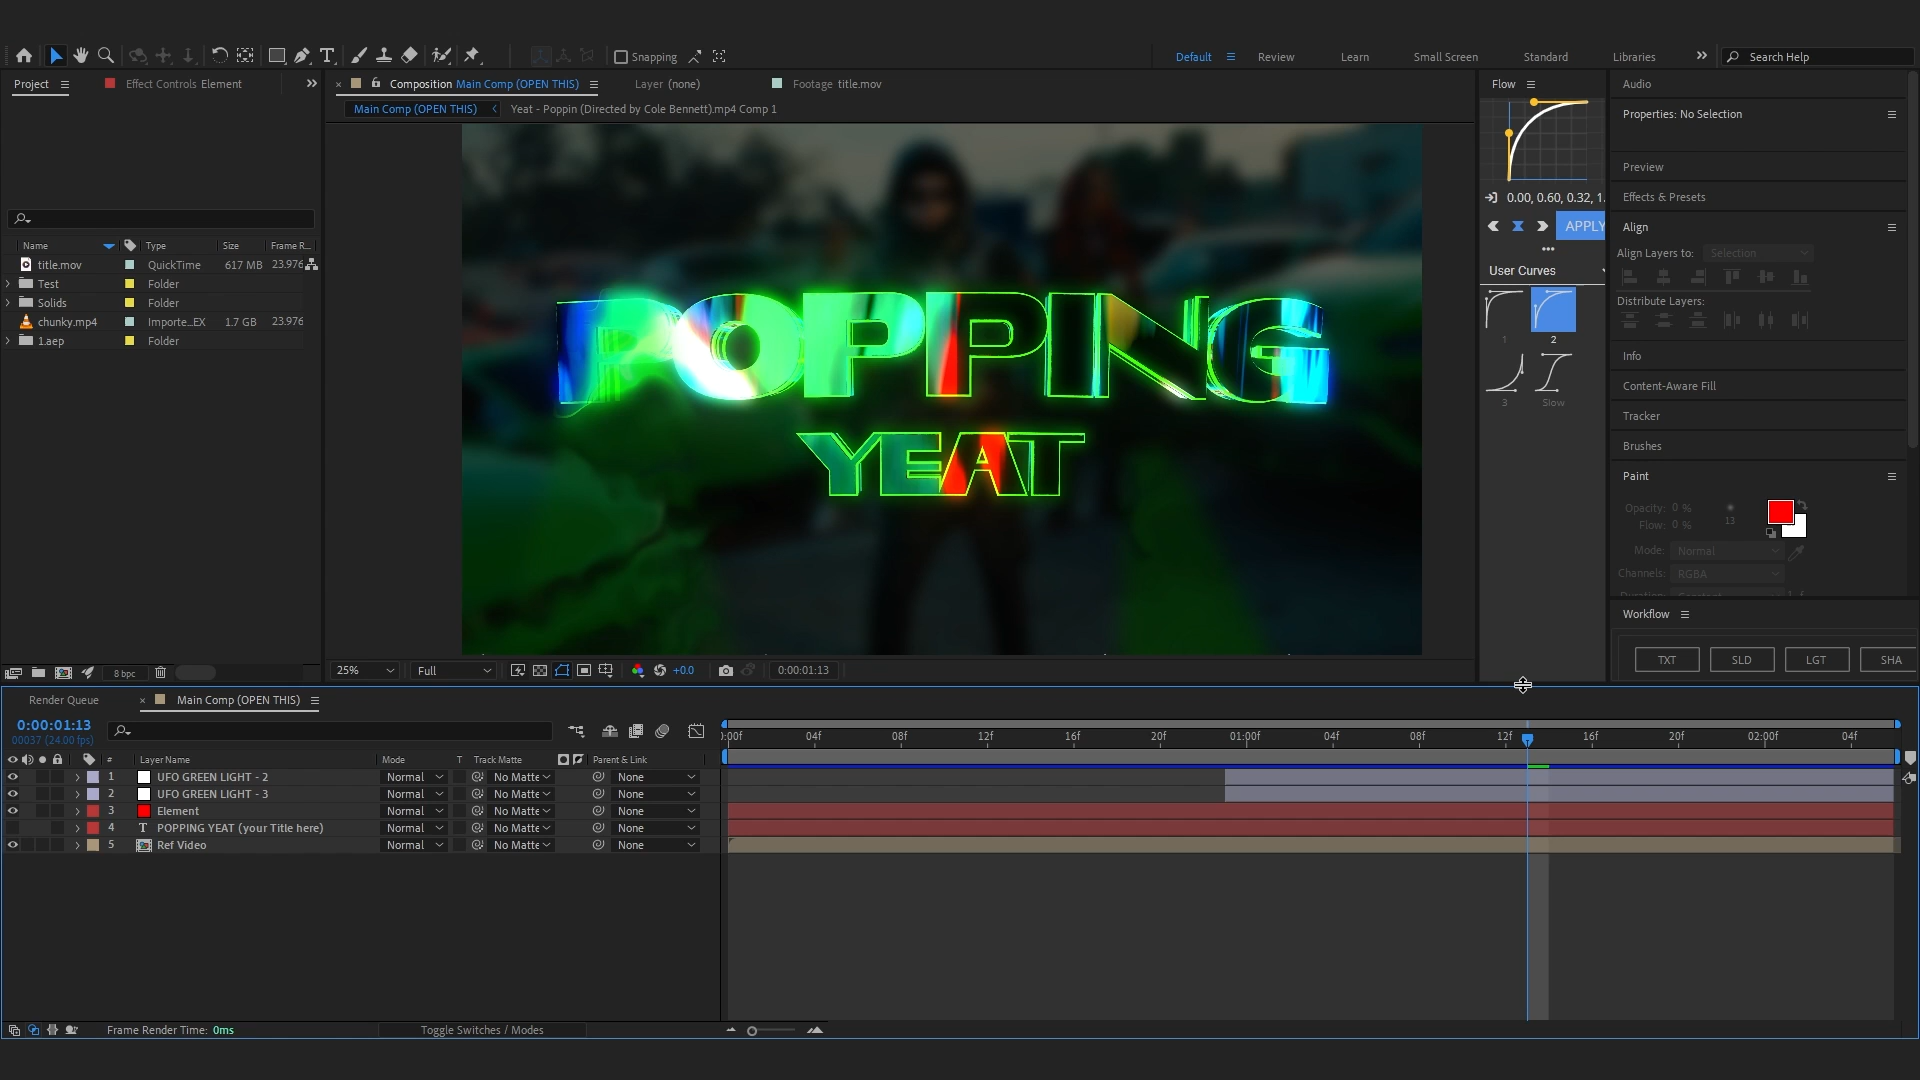 Snapping
Default
Review
Learn
Small Screen
Standard
Libraries
Search Help
Project
Effect Controls Element
Composition Main Comp (OPEN THIS)
Layer (none)
Footage title.mov
Main Comp (OPEN THIS)
Yeat - Poppin (Directed by Cole Bennett).mp4 Comp 1
Name Type Size Frame R...
title.mov QuickTime 617 MB 23.976
Test Folder
Solids Folder
chunky.mp4 Importe...EX 1.7 GB 23.976
1.aep Folder
8 bpc
POPPING
YEAT
25%
Full
+0.0
0:00:01:13
Flow
0.00, 0.60, 0.32, 1.
APPLY
User Curves
1
2
3
Slow
Audio
Properties: No Selection
Preview
Effects & Presets
Align
Align Layers to: Selection
Distribute Layers:
Info
Content-Aware Fill
Tracker
Brushes
Paint
Opacity: 0 %
Flow: 0 %
13
Mode: Normal
Channels: RGBA
Workflow
TXT
SLD
LGT
SHA
Render Queue
Main Comp (OPEN THIS)
0:00:01:13
00037 (24.00 fps)
# Layer Name Mode T Track Matte Parent & Link
1 UFO GREEN LIGHT - 2 Normal No Matte None
2 UFO GREEN LIGHT - 3 Normal No Matte None
3 Element Normal No Matte None
4 T POPPING YEAT (your Title here) Normal No Matte None
5 Ref Video Normal No Matte None
):00f 04f 08f 12f 16f 20f 01:00f 04f 08f 12f 16f 20f 02:00f 04f
Frame Render Time: 0ms
Toggle Switches / Modes